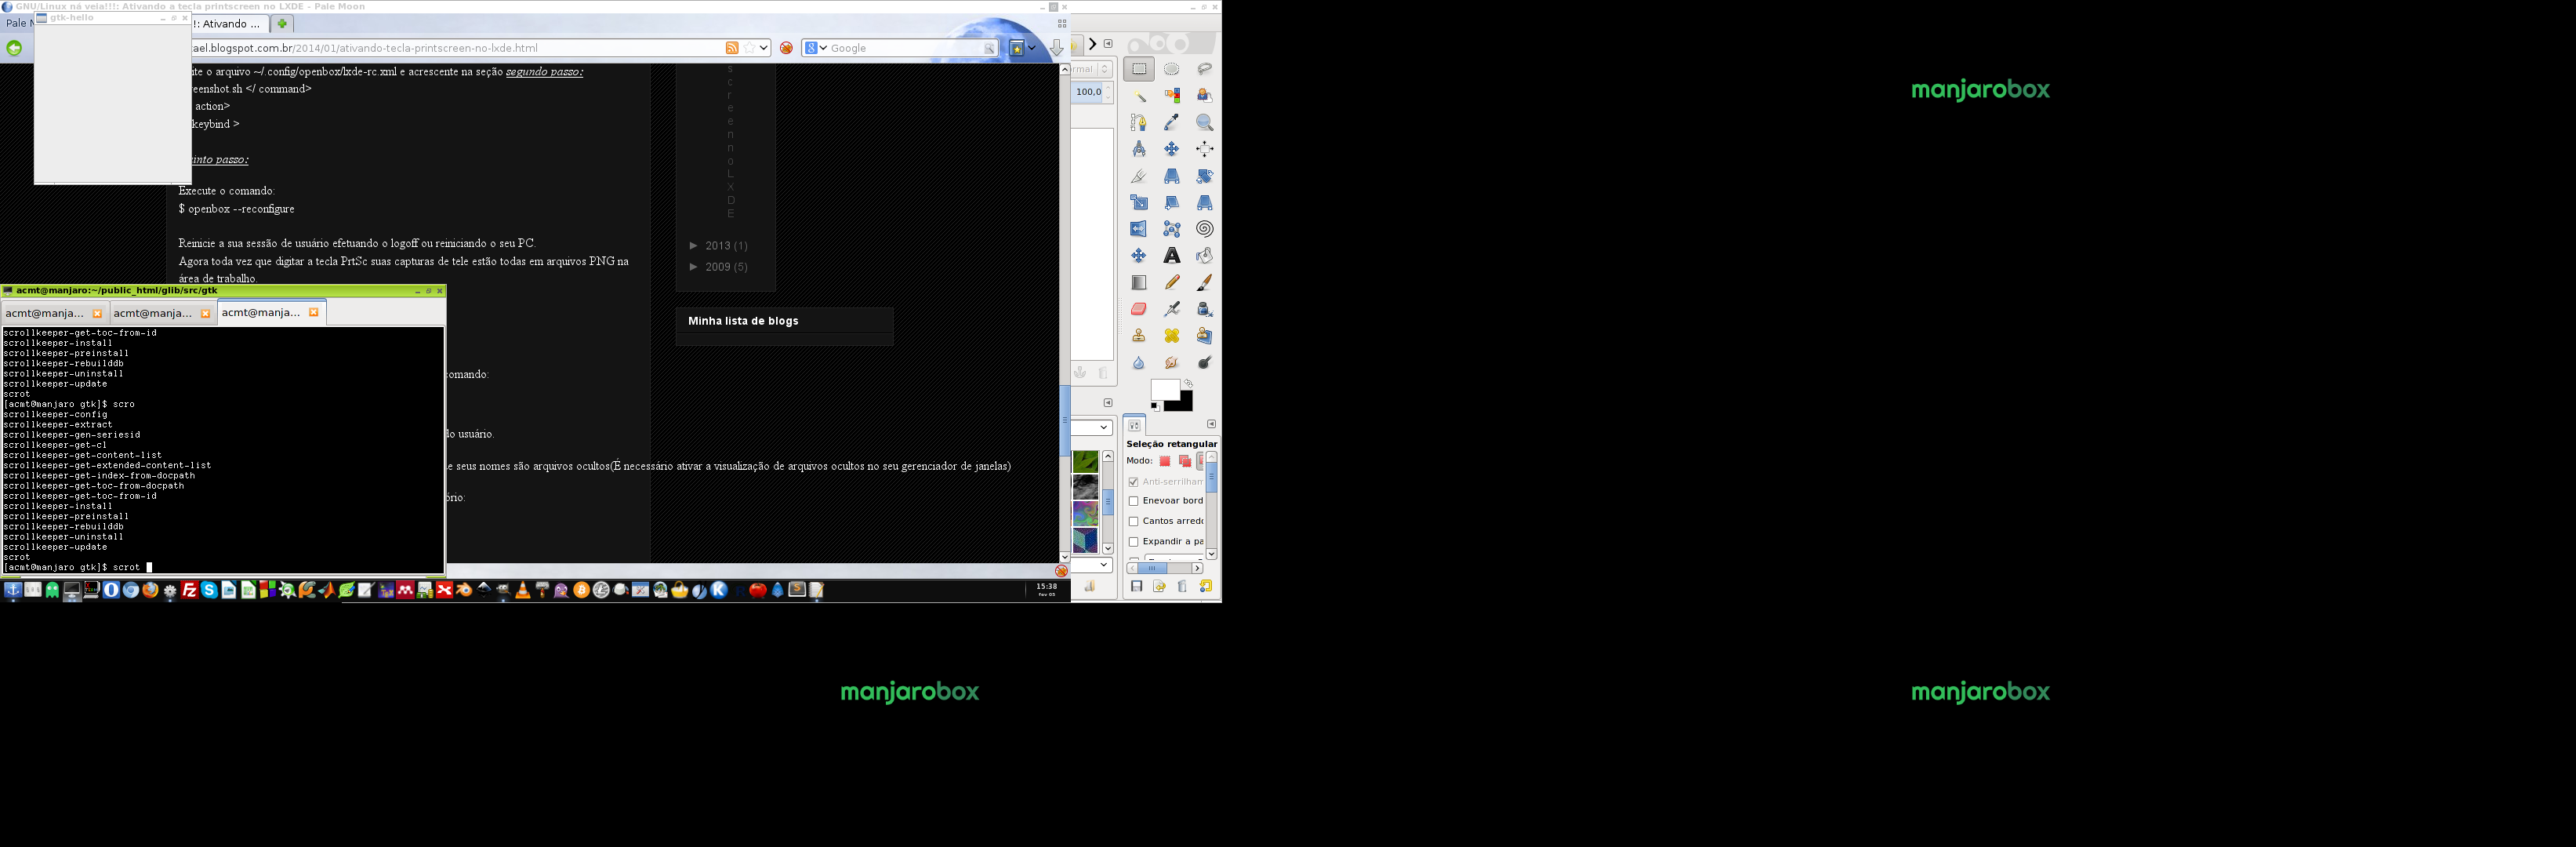 GNU/Linux ná veia!!!: Ativando a tecla printscreen no LXDE - Pale Moon
gtk-hello
Pale
!: Ativando ...
ael.blogspot.com.br/2014/01/ativando-tecla-printscreen-no-lxde.html
Google
te o arquivo ~/.config/openbox/lxde-rc.xml e acrescente na seção segundo passo:
eenshot.sh </ command>
action>
keybind >
nto passo:
Execute o comando:
$ openbox --reconfigure
Reinicie a sua sessão de usuário efetuando o logoff ou reiniciando o seu PC.
Agora toda vez que digitar a tecla PrtSc suas capturas de tele estão todas em arquivos PNG na
área de trabalho.
s
c
r
e
e
n
n
o
L
X
D
E
► 2013 (1)
► 2009 (5)
Minha lista de blogs
omando:
o usuário.
e seus nomes são arquivos ocultos(É necessário ativar a visualização de arquivos ocultos no seu gerenciador de janelas)
ório:
acmt@manjaro:~/public_html/glib/src/gtk
acmt@manja...
acmt@manja...
acmt@manja...
scrollkeeper-get-toc-from-id
scrollkeeper-install
scrollkeeper-preinstall
scrollkeeper-rebuilddb
scrollkeeper-uninstall
scrollkeeper-update
scrot
[acmt@manjaro gtk]$ scro
scrollkeeper-config
scrollkeeper-extract
scrollkeeper-gen-seriesid
scrollkeeper-get-cl
scrollkeeper-get-content-list
scrollkeeper-get-extended-content-list
scrollkeeper-get-index-from-docpath
scrollkeeper-get-toc-from-docpath
scrollkeeper-get-toc-from-id
scrollkeeper-install
scrollkeeper-preinstall
scrollkeeper-rebuilddb
scrollkeeper-uninstall
scrollkeeper-update
scrot
[acmt@manjaro gtk]$ scrot
15:38
fev 05
rmal
100,0
Seleção retangular
Modo:
Anti-serrilham
Enevoar bord
Cantos arredo
Expandir a pa
manjarobox
manjarobox
manjarobox